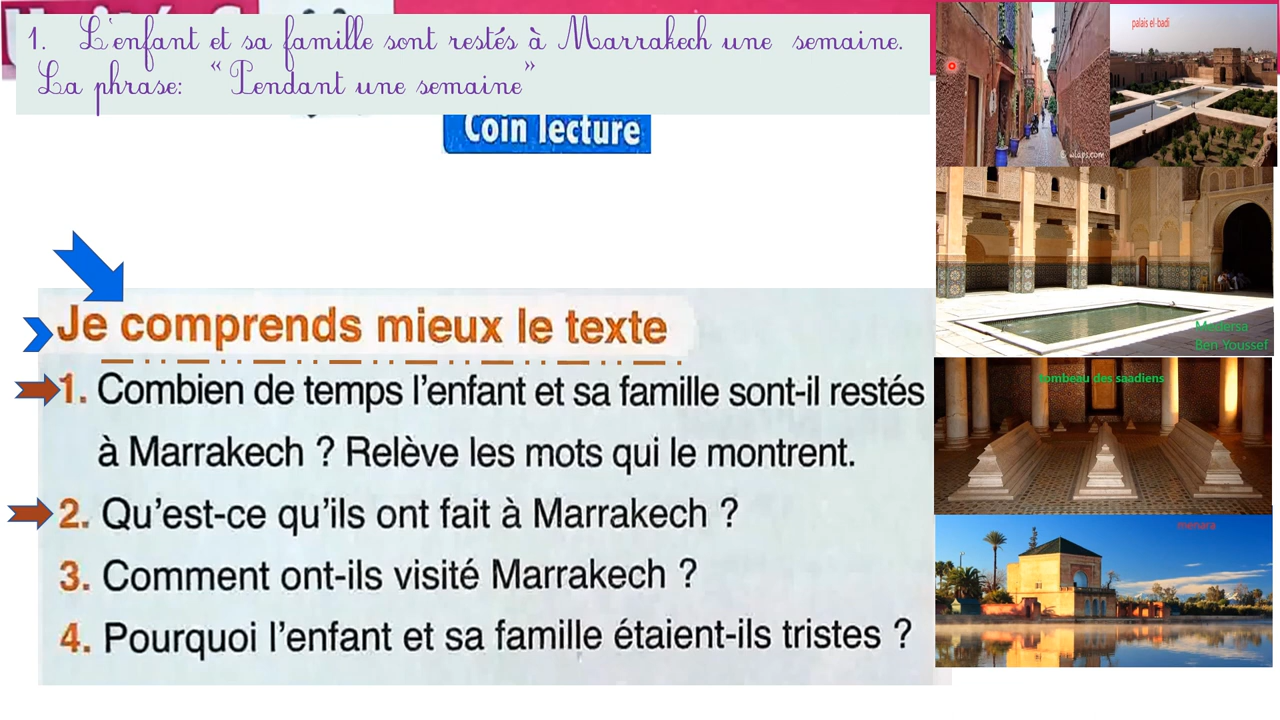 1. L'enfant et sa famille sont restés à Marrakech une semaine.
La phrase: “Pendant une semaine”
Coin lecture
Je comprends mieux le texte
1. Combien de temps l'enfant et sa famille sont-il restés
à Marrakech ? Relève les mots qui le montrent.
2. Qu'est-ce qu'ils ont fait à Marrakech ?
3. Comment ont-ils visité Marrakech ?
4. Pourquoi l'enfant et sa famille étaient-ils tristes ?
palais el-badi
Medersa
Ben Youssef
tombeau des saadiens
menara